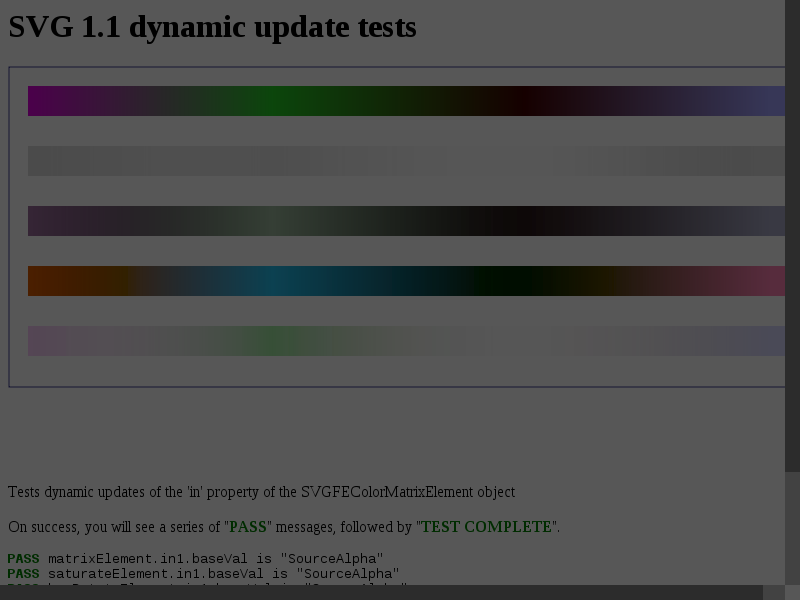 SVG 1.1 dynamic update tests
Tests dynamic updates of the 'in' property of the SVGFEColorMatrixElement object
On success, you will see a series of "PASS" messages, followed by "TEST COMPLETE".
PASS matrixElement.in1.baseVal is "SourceAlpha"
PASS saturateElement.in1.baseVal is "SourceAlpha"